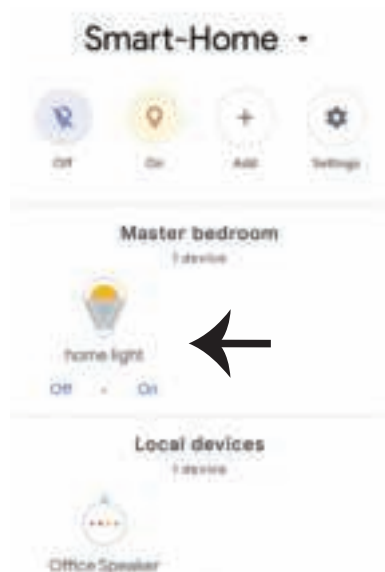 Smart-Home
Off On Add Settings
Master bedroom
1 device
home light
Off · On
Local devices
1 device
Office Speaker